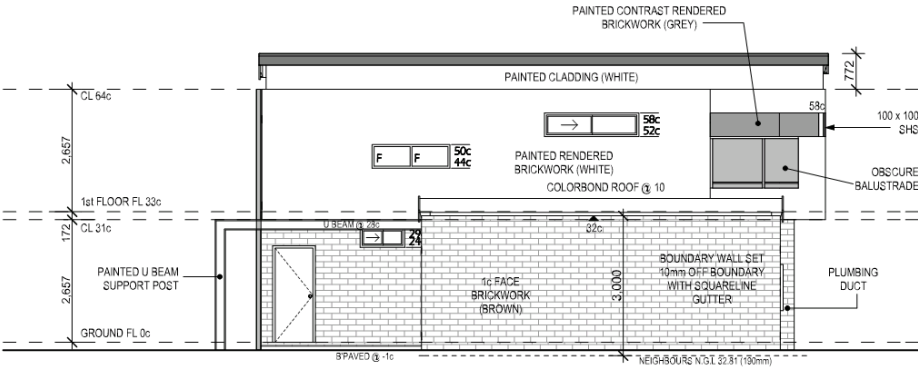 PAINTED CONTRAST RENDERED
BRICKWORK (GREY)
772
PAINTED CLADDING (WHITE)
CL 64c
58c
100 x 100
SHS
58c
52c
2,657
50c
44c
F F
PAINTED RENDERED
BRICKWORK (WHITE)
OBSCURE
BALUSTRADE
COLORBOND ROOF @ 10
1st FLOOR FL 33c
172
CL 31c
U BEAM @ 28c
32c
24
PAINTED U BEAM
SUPPORT POST
2,657
1c FACE
BRICKWORK
(BROWN)
3,000
BOUNDARY WALL SET
10mm OFF BOUNDARY
WITH SQUARELINE
GUTTER
PLUMBING
DUCT
GROUND FL 0c
B'PAVED @ -1c
NEIGHBOURS N.G.L 32.81 (190mm)